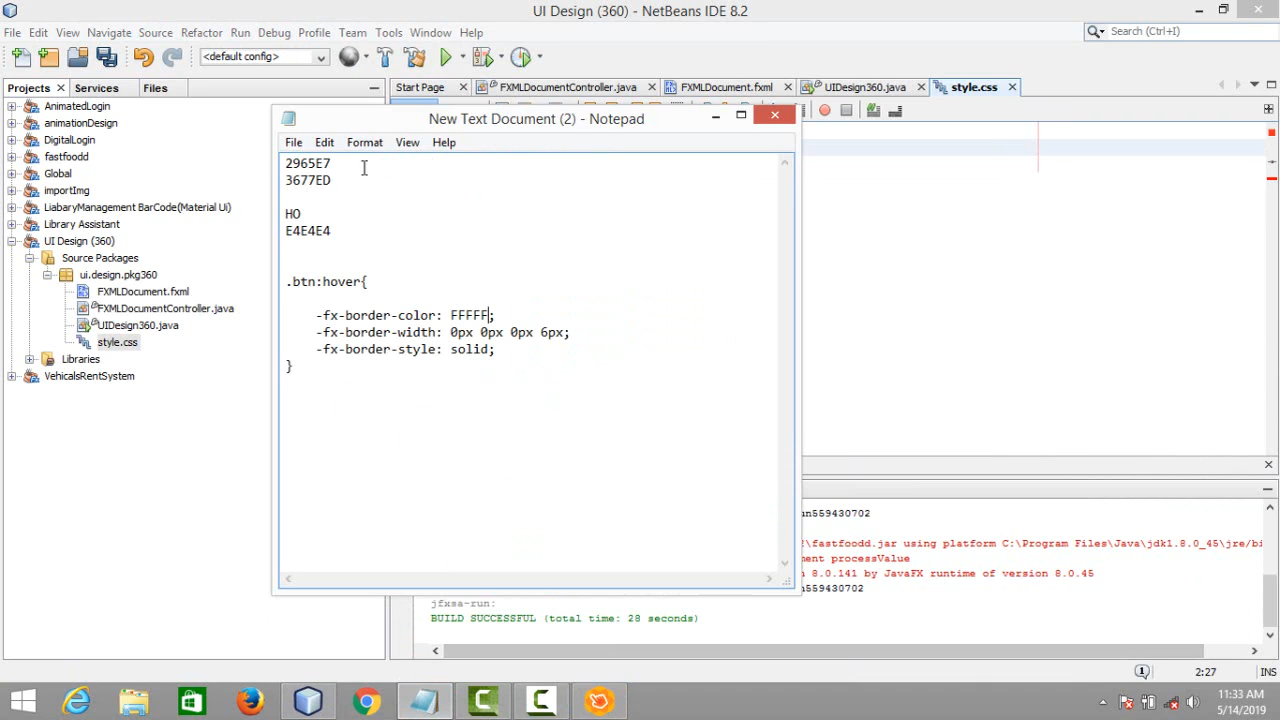 UI Design (360) - NetBeans IDE 8.2
File Edit View Navigate Source Refactor Run Debug Profile Team Tools Window Help
Search (Ctrl+I)
<default config>
Projects Services Files
Start Page FXMLDocumentController.java FXMLDocument.fxml UIDesign360.java style.css
AnimatedLogin
animationDesign
DigitalLogin
fastfoodd
Global
importImg
LiabaryManagement BarCode(Material Ui)
Library Assistant
UI Design (360)
Source Packages
ui.design.pkg360
FXMLDocument.fxml
FXMLDocumentController.java
UIDesign360.java
style.css
Libraries
VehicalsRentSystem
New Text Document (2) - Notepad
File Edit Format View Help
2965E7
3677ED
HO
E4E4E4
.btn:hover{
-fx-border-color: FFFFF;
-fx-border-width: 0px 0px 0px 6px;
-fx-border-style: solid;
}
un559430702
\fastfoodd.jar using platform C:\Program Files\Java\jdk1.8.0_45\jre/bi
ment processValue
n 8.0.141 by JavaFX runtime of version 8.0.45
un559430702
jfxsa-run:
BUILD SUCCESSFUL (total time: 28 seconds)
2:27 INS
11:33 AM
5/14/2019